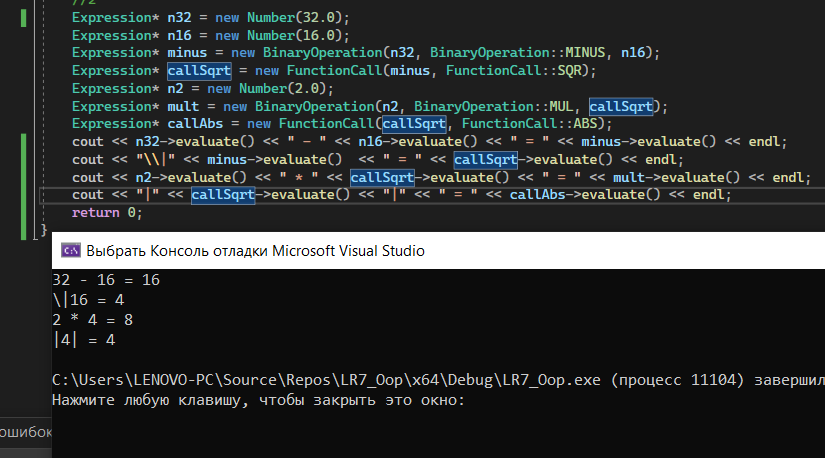 //2
Expression* n32 = new Number(32.0);
Expression* n16 = new Number(16.0);
Expression* minus = new BinaryOperation(n32, BinaryOperation::MINUS, n16);
Expression* callSqrt = new FunctionCall(minus, FunctionCall::SQR);
Expression* n2 = new Number(2.0);
Expression* mult = new BinaryOperation(n2, BinaryOperation::MUL, callSqrt);
Expression* callAbs = new FunctionCall(callSqrt, FunctionCall::ABS);
cout << n32->evaluate() << " - " << n16->evaluate() << " = " << minus->evaluate() << endl;
cout << "\\|" << minus->evaluate()  << " = " << callSqrt->evaluate() << endl;
cout << n2->evaluate() << " * " << callSqrt->evaluate() << " = " << mult->evaluate() << endl;
cout << "|" << callSqrt->evaluate() << "|" << " = " << callAbs->evaluate() << endl;
return 0;
}
C:\ Выбрать Консоль отладки Microsoft Visual Studio
32 - 16 = 16
\|16 = 4
2 * 4 = 8
|4| = 4
C:\Users\LENOVO-PC\Source\Repos\LR7_Oop\x64\Debug\LR7_Oop.exe (процесс 11104) завершил
Нажмите любую клавишу, чтобы закрыть это окно:
ошибок